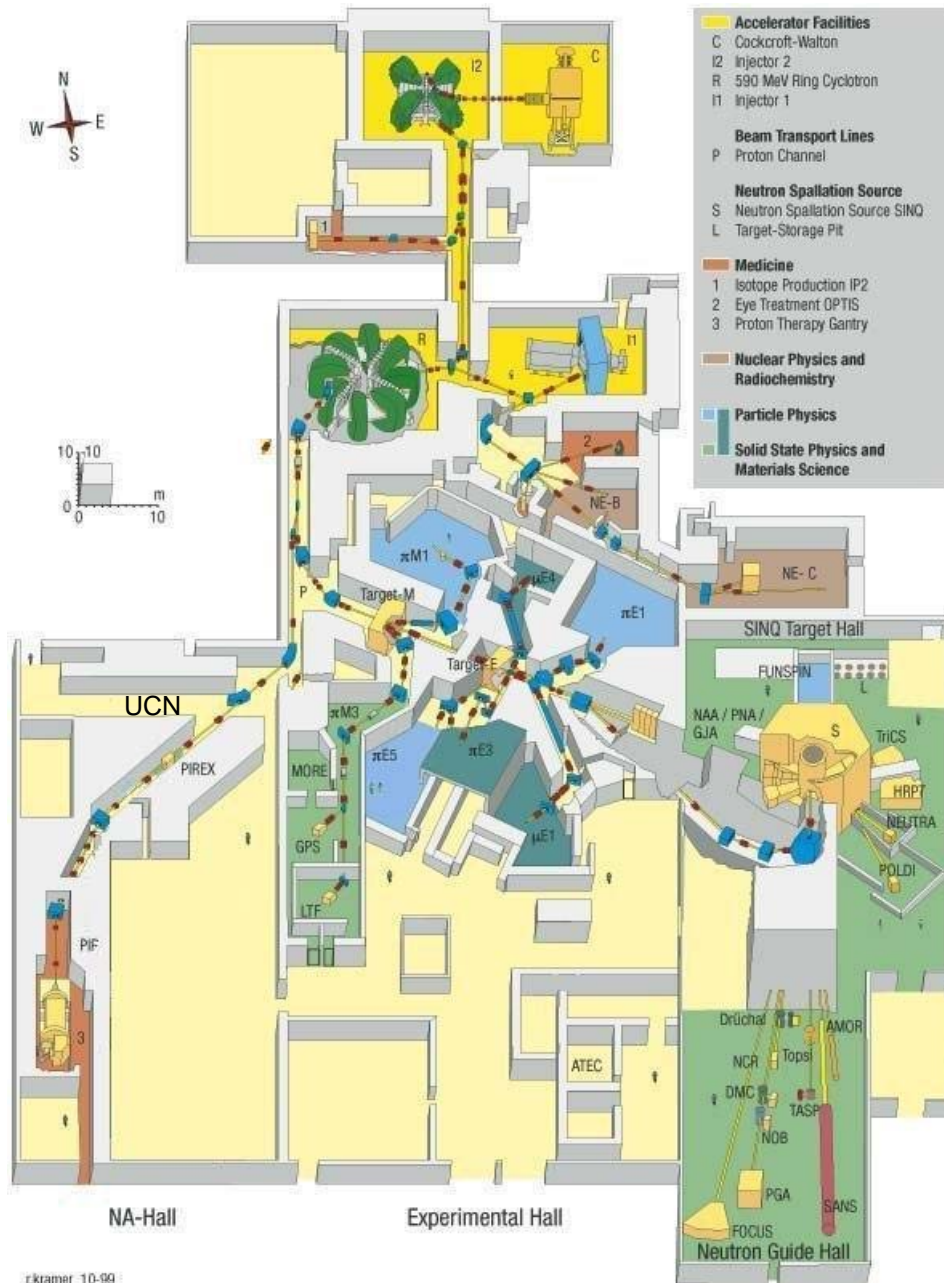 N
W E
S
I2
C
1
R
I1
2
NE-B
10 10
0
0 10
m
πM1
µE4
NE- C
P
Target-M
πE1
Target-E
SINQ Target Hall
FUNSPIN
L
UCN
πM3
NAA / PNA /
GJA
S
TriCS
PIREX
MORE
πE5
πE3
HRPT
NEUTRA
GPS
µE1
POLDI
LTF
PIF
3
Drüchal
AMOR
NCR
Tops
ATEC
DMC
TASP
NOB
PGA
SANS
FOCUS
NA-Hall
Experimental Hall
Neutron Guide Hall
r.kramer 10-99
Accelerator Facilities
C Cockcroft-Walton
I2 Injector 2
R 590 MeV Ring Cyclotron
I1 Injector 1
Beam Transport Lines
P Proton Channel
Neutron Spallation Source
S Neutron Spallation Source SINQ
L Target-Storage Pit
Medicine
1 Isotope Production IP2
2 Eye Treatment OPTIS
3 Proton Therapy Gantry
Nuclear Physics and
Radiochemistry
Particle Physics
Solid State Physics and
Materials Science